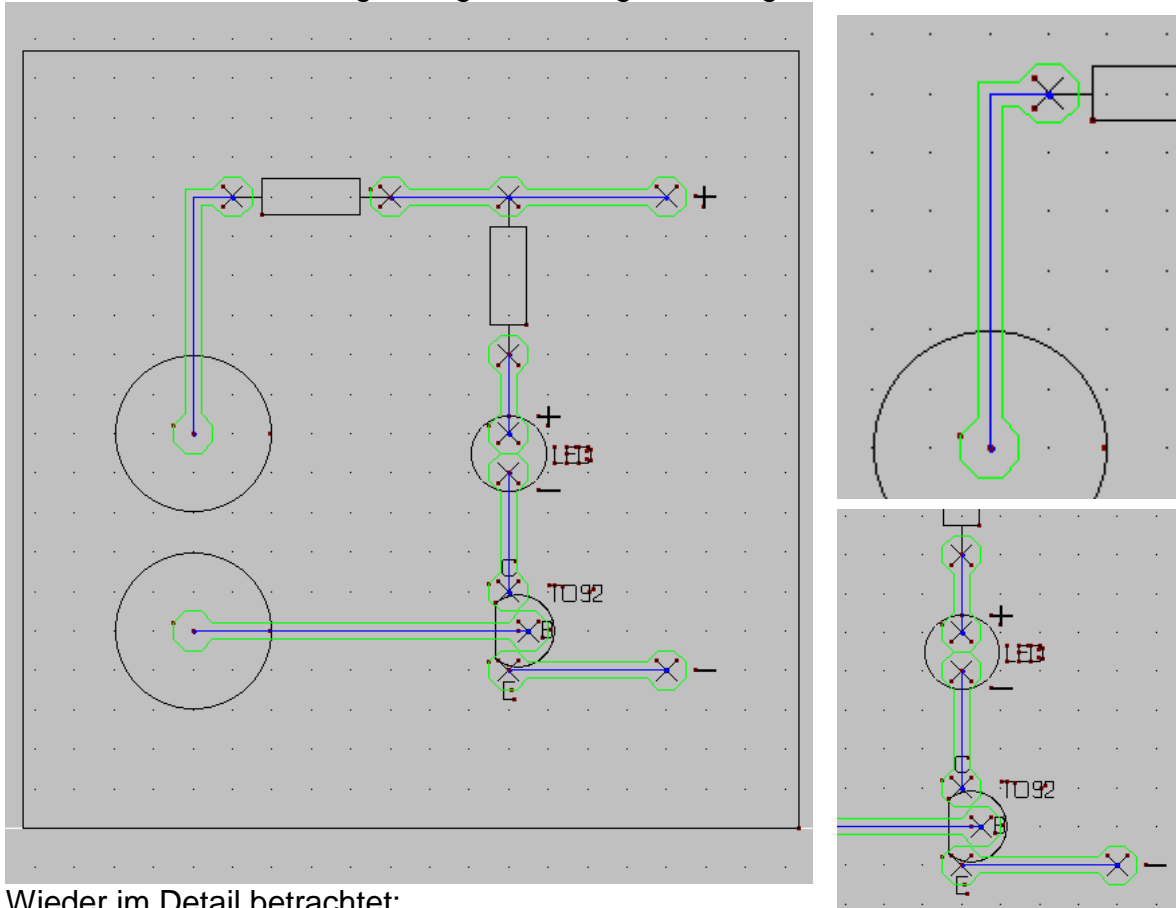 +
+
LED
−
C
TO92
B
−
E
+
LED
−
C
TO92
B
−
E
Wieder im Detail betrachtet: